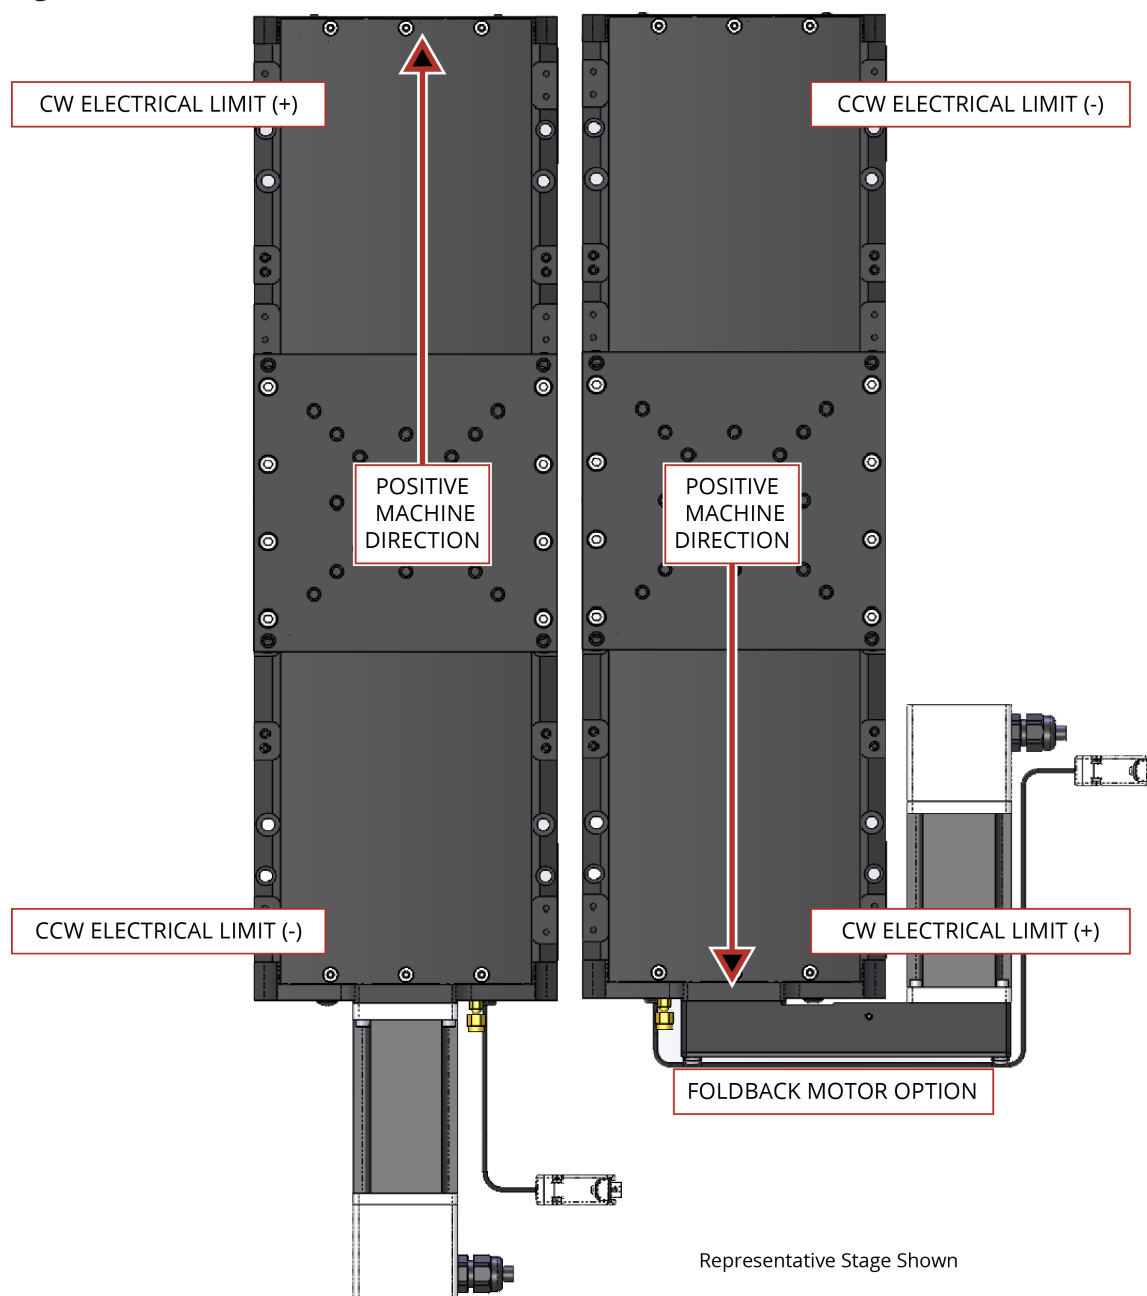 CW ELECTRICAL LIMIT (+)
CCW ELECTRICAL LIMIT (-)
POSITIVE
MACHINE
DIRECTION
POSITIVE
MACHINE
DIRECTION
CCW ELECTRICAL LIMIT (-)
CW ELECTRICAL LIMIT (+)
FOLDBACK MOTOR OPTION
Representative Stage Shown